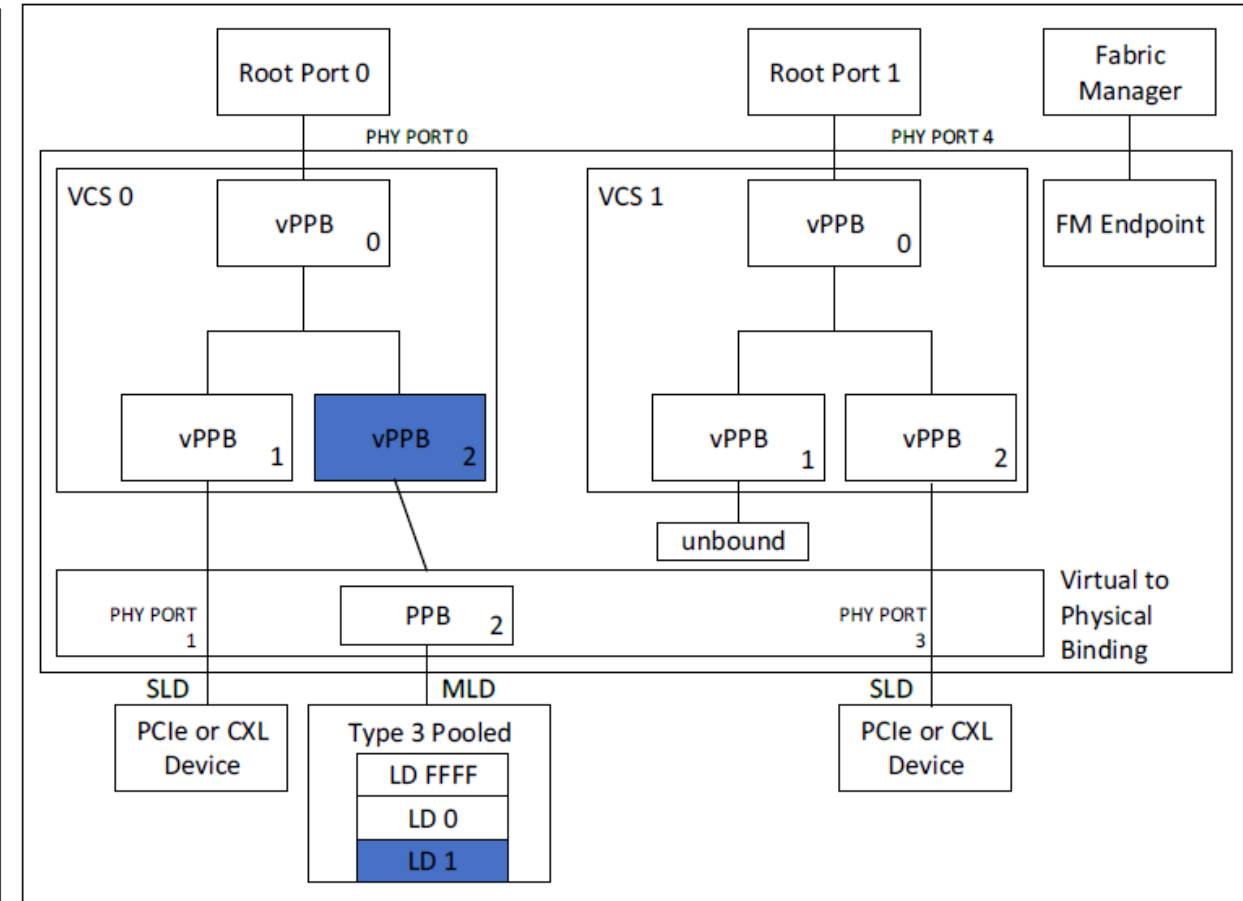 Root Port 0
Root Port 1
Fabric
Manager
PHY PORT 0
PHY PORT 4
VCS 0
vPPB
0
VCS 1
vPPB
0
FM Endpoint
vPPB
1
vPPB
2
vPPB
1
vPPB
2
unbound
PHY PORT
1
PPB
2
PHY PORT
3
Virtual to
Physical
Binding
SLD
MLD
SLD
PCIe or CXL
Device
Type 3 Pooled
LD FFFF
LD 0
LD 1
PCIe or CXL
Device